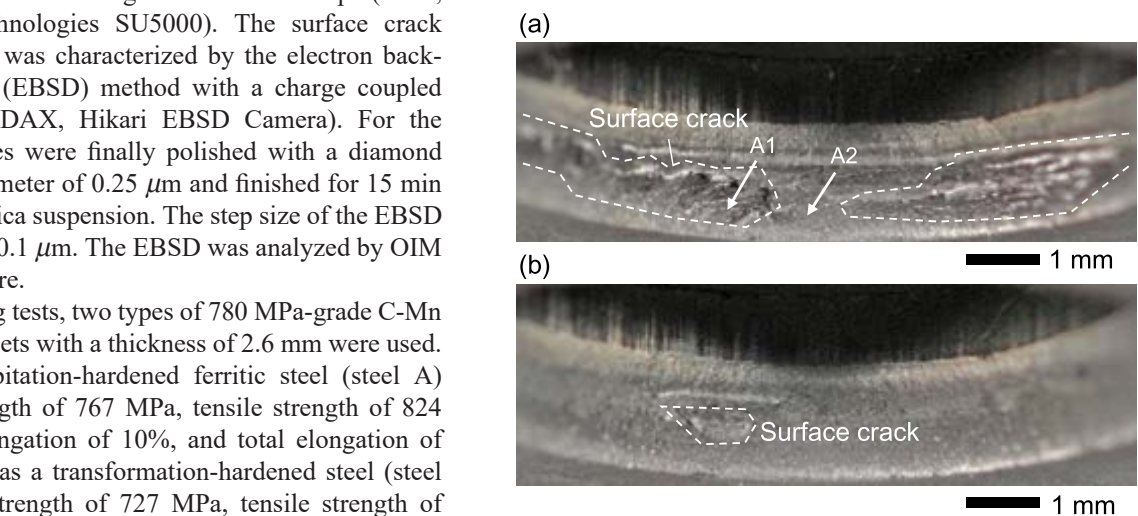 hnologies SU5000). The surface crack
was characterized by the electron back-
(EBSD) method with a charge coupled
DAX, Hikari EBSD Camera). For the
es were finally polished with a diamond
meter of 0.25 μm and finished for 15 min
ica suspension. The step size of the EBSD
0.1 μm. The EBSD was analyzed by OIM
re.
g tests, two types of 780 MPa-grade C-Mn
ets with a thickness of 2.6 mm were used.
pitation-hardened ferritic steel (steel A)
gth of 767 MPa, tensile strength of 824
ngation of 10%, and total elongation of
as a transformation-hardened steel (steel
trength of 727 MPa, tensile strength of
(a)
Surface crack
A1
A2
1 mm
(b)
Surface crack
1 mm